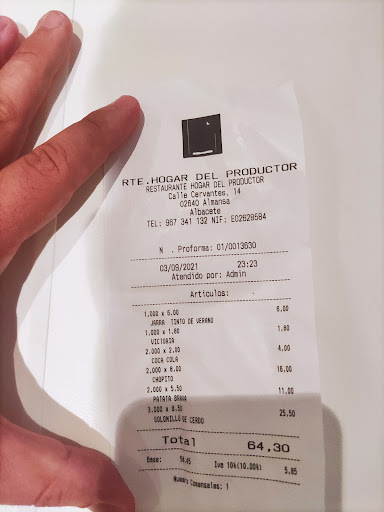 RTE.HOGAR DEL PRODUCTOR
RESTAURANTE HOGAR DEL PRODUCTOR
Calle Cervantes, 14
02640 Almansa
Albacete
TEL: 967 341 132 NIF: E02628584
N . Proforma: 01/0013630
03/09/2021 23:23
Atendido por: Admin
Artículos:
1.000 x 6.00 6.00
JARRA TINTO DE VERANO
1.000 x 1.80 1.80
VICTORIA
2.000 x 2.00 4,00
COCA COLA
2.000 x 8.00 16.00
CHOPITO
2.000 x 5.50 11.00
PATATA BRAVA
3.000 x 8.50 25.50
SOLOMILLO DE CERDO
Total 64,30
Base: 58,45 Iva 10%(10.00%) 5,85
Numero Comensales: 1